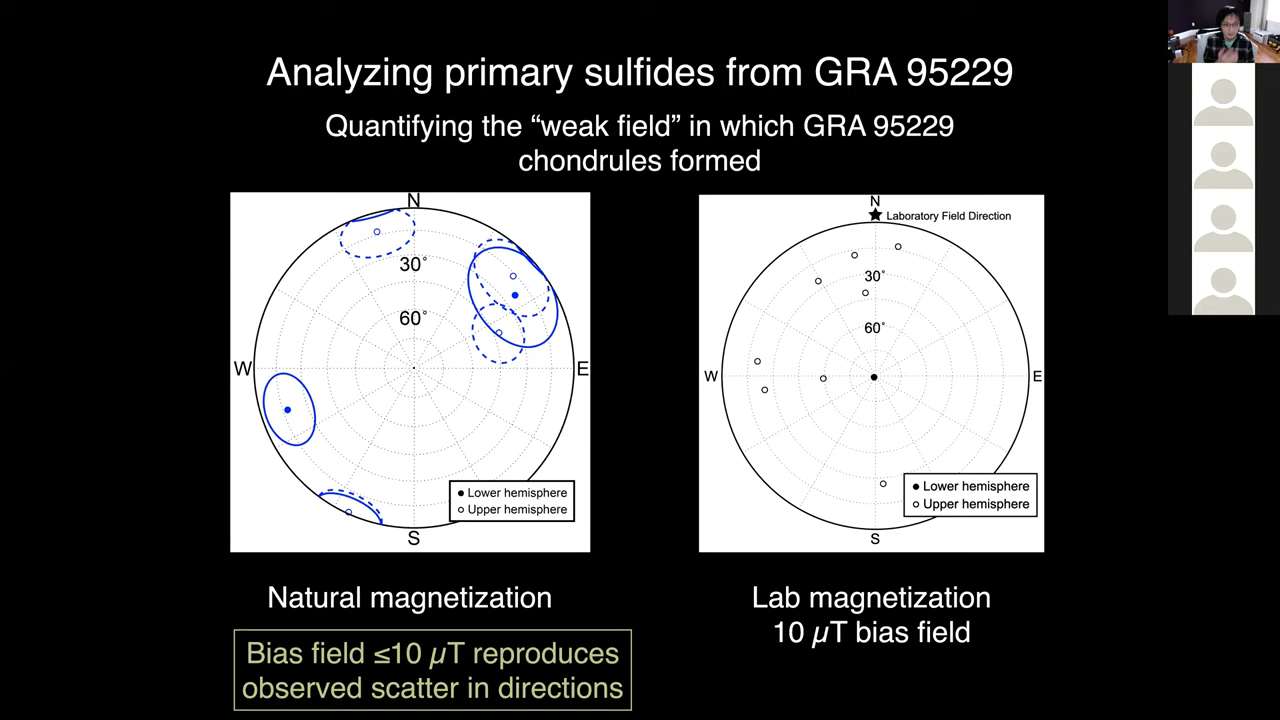 Analyzing primary sulfides from GRA 95229
Quantifying the “weak field” in which GRA 95229
chondrules formed
N
30°
60°
W
E
S
● Lower hemisphere
○ Upper hemisphere
N
★ Laboratory Field Direction
30°
60°
W
E
S
● Lower hemisphere
○ Upper hemisphere
Natural magnetization
Lab magnetization
10 µT bias field
Bias field ≤10 µT reproduces
observed scatter in directions